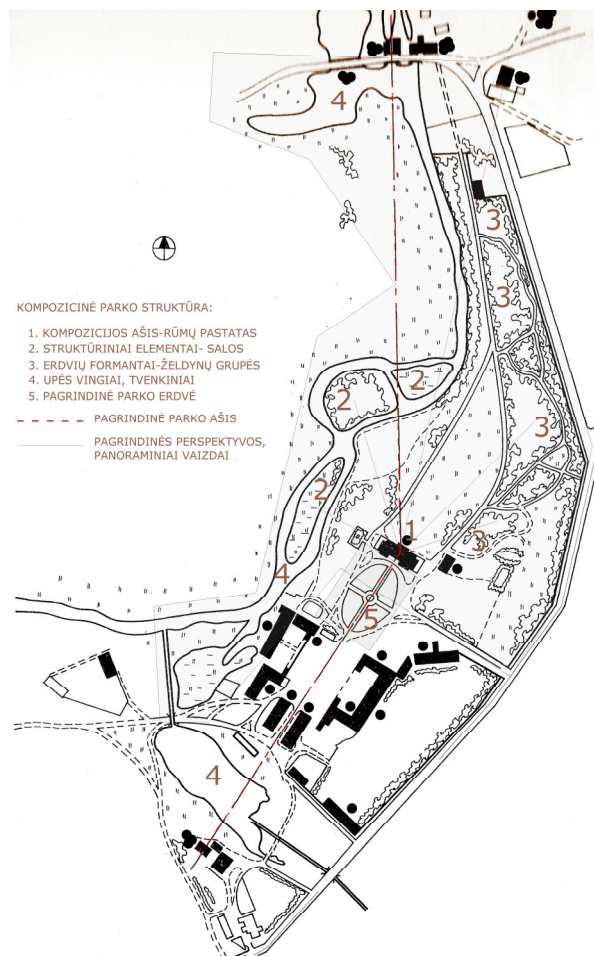 4
3
3
KOMPOZICINĖ PARKO STRUKTŪRA:
1. KOMPOZICIJOS AŠIS-RŪMŲ PASTATAS
2. STRUKTŪRINIAI ELEMENTAI- SALOS
3. ERDVIŲ FORMANTAI-ŽELDYNŲ GRUPĖS
4. UPĖS VINGIAI, TVENKINIAI
5. PAGRINDINĖ PARKO ERDVĖ
PAGRINDINĖ PARKO AŠIS
PAGRINDINĖS PERSPEKTYVOS,
PANORAMINIAI VAIZDAI
2
2
3
2
1
3
4
5
4